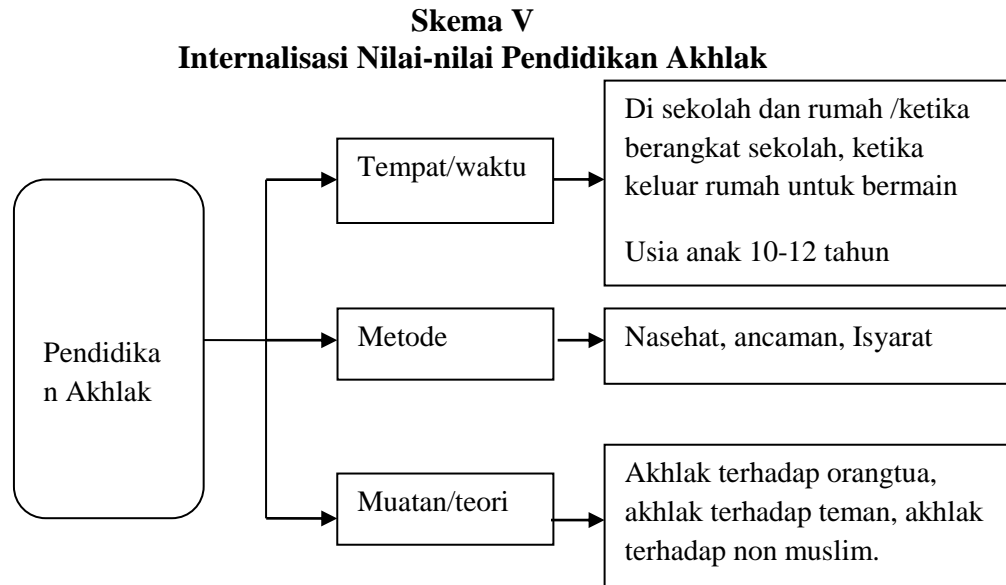 Skema V
Internalisasi Nilai-nilai Pendidikan Akhlak
Pendidika
n Akhlak
Tempat/waktu
Di sekolah dan rumah /ketika
berangkat sekolah, ketika
keluar rumah untuk bermain
Usia anak 10-12 tahun
Metode
Nasehat, ancaman, Isyarat
Muatan/teori
Akhlak terhadap orangtua,
akhlak terhadap teman, akhlak
terhadap non muslim.